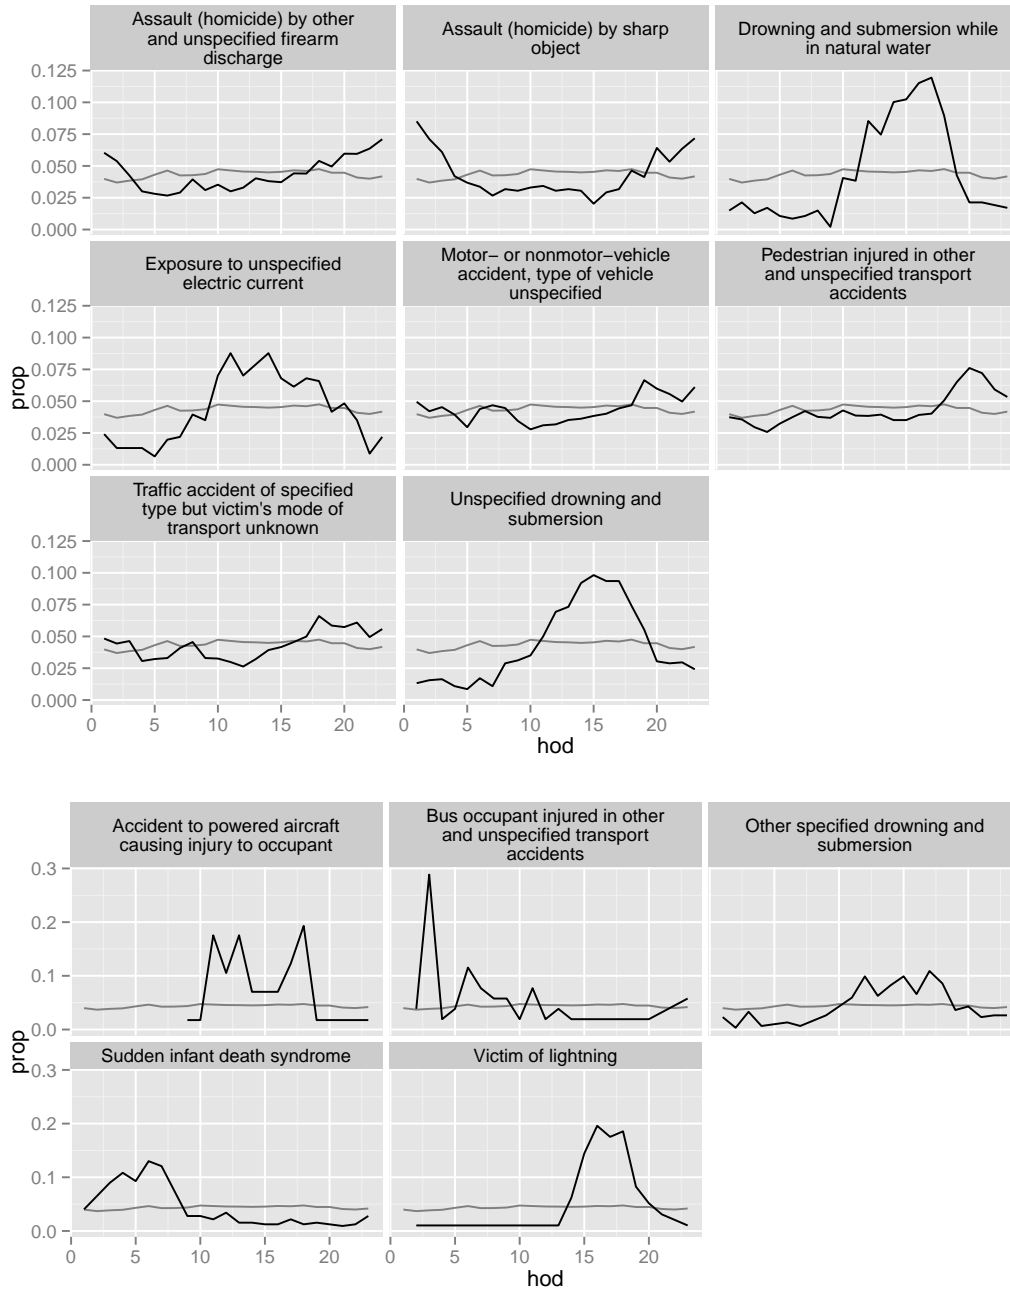 Assault (homicide) by other
and unspecified firearm
discharge
Assault (homicide) by sharp
object
Drowning and submersion while
in natural water
0.125
0.100
0.075
0.050
0.025
0.000
Exposure to unspecified
electric current
Motor− or nonmotor−vehicle
accident, type of vehicle
unspecified
Pedestrian injured in other
and unspecified transport
accidents
0.125
0.100
0.075
0.050
0.025
0.000
prop
Traffic accident of specified
type but victim's mode of
transport unknown
Unspecified drowning and
submersion
0.125
0.100
0.075
0.050
0.025
0.000
0 5 10 15 20 0 5 10 15 20
hod
Accident to powered aircraft
causing injury to occupant
Bus occupant injured in other
and unspecified transport
accidents
Other specified drowning and
submersion
0.3
0.2
0.1
0.0
prop
Sudden infant death syndrome
Victim of lightning
0.3
0.2
0.1
0.0
0 5 10 15 20 0 5 10 15 20
hod